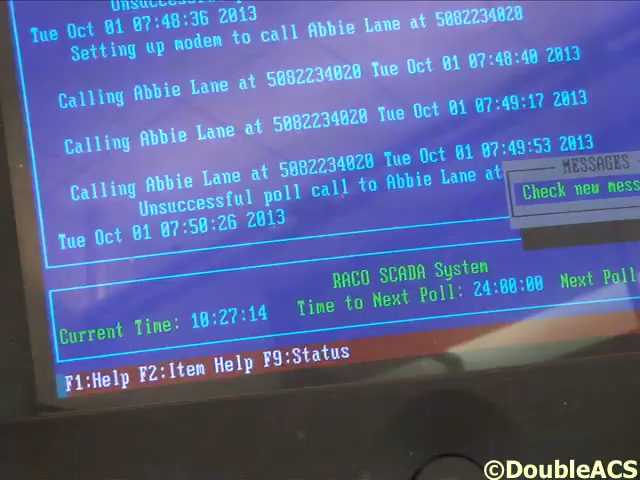 Unsuccessful
Tue Oct 01 07:48:36 2013
Setting up modem to call Abbie Lane at 5082234020
Calling Abbie Lane at 5082234020 Tue Oct 01 07:48:40 2013
Calling Abbie Lane at 5082234020 Tue Oct 01 07:49:17 2013
Calling Abbie Lane at 5082234020 Tue Oct 01 07:49:53 2013
Unsuccessful poll call to Abbie Lane at
Tue Oct 01 07:50:26 2013
MESSAGES
Check new mess
RACO SCADA System
Current Time: 10:27:14 Time to Next Poll: 24:00:00 Next Poll
F1:Help F2:Item Help F9:Status
©DoubleACS